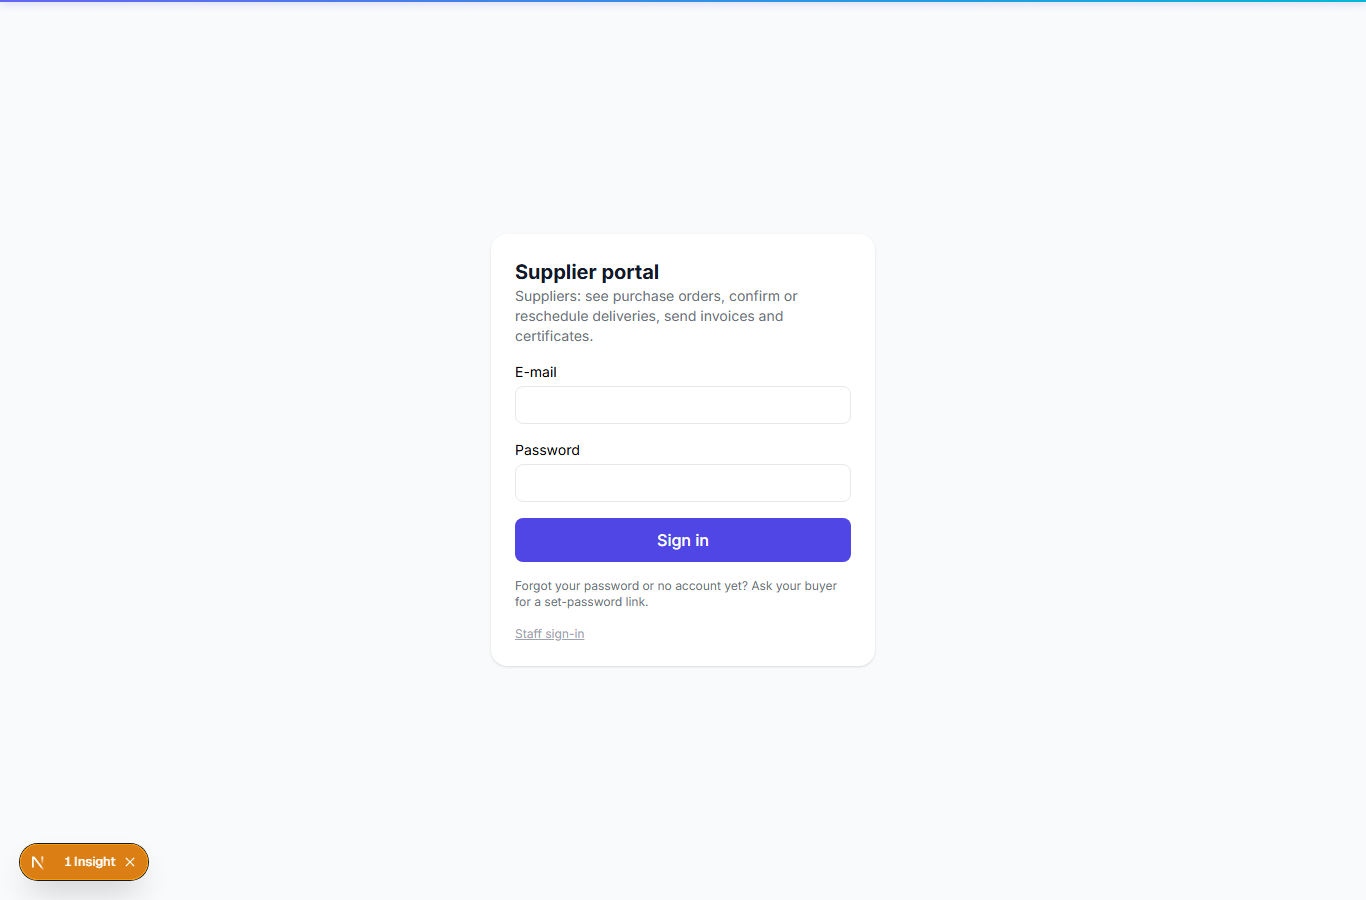 Supplier portal
Suppliers: see purchase orders, confirm or
reschedule deliveries, send invoices and
certificates.
E-mail
Password
Sign in
Forgot your password or no account yet? Ask your buyer
for a set-password link.
Staff sign-in
1 Insight